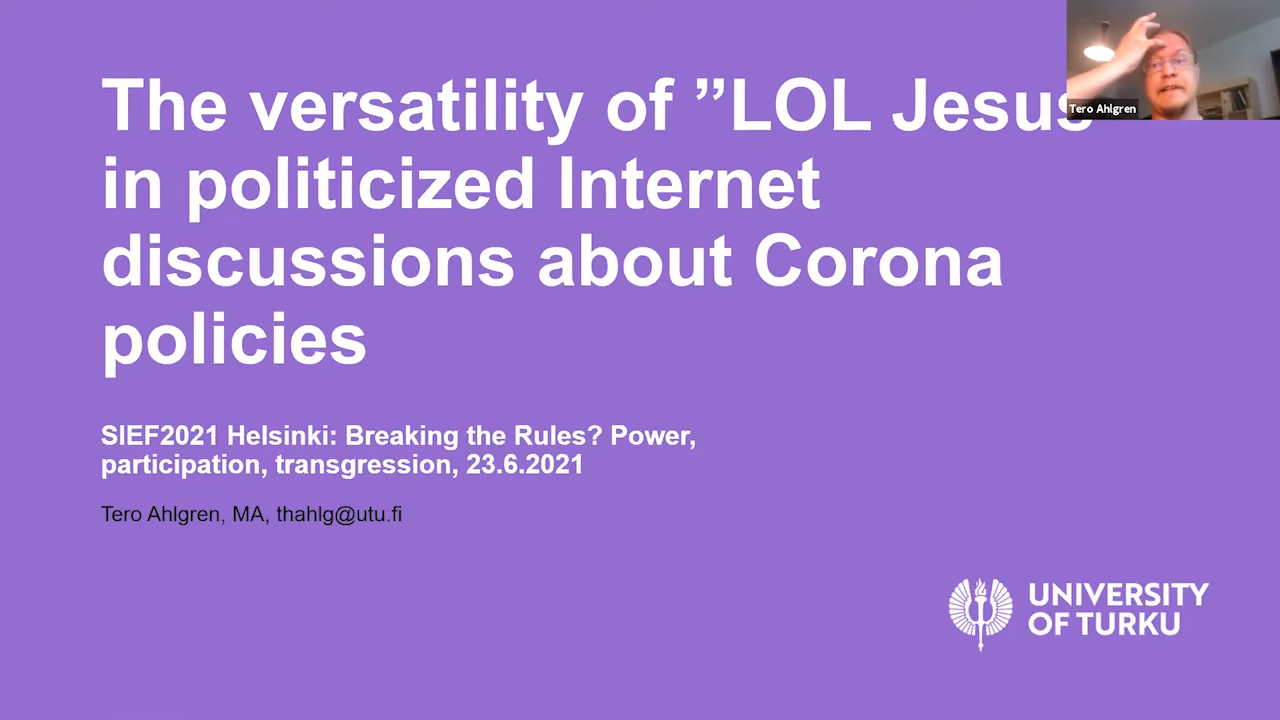 The versatility of ”LOL Jesus
in politicized Internet
discussions about Corona
policies
Tero Ahlgren
SIEF2021 Helsinki: Breaking the Rules? Power,
participation, transgression, 23.6.2021
Tero Ahlgren, MA, thahlg@utu.fi
UNIVERSITY
OF TURKU